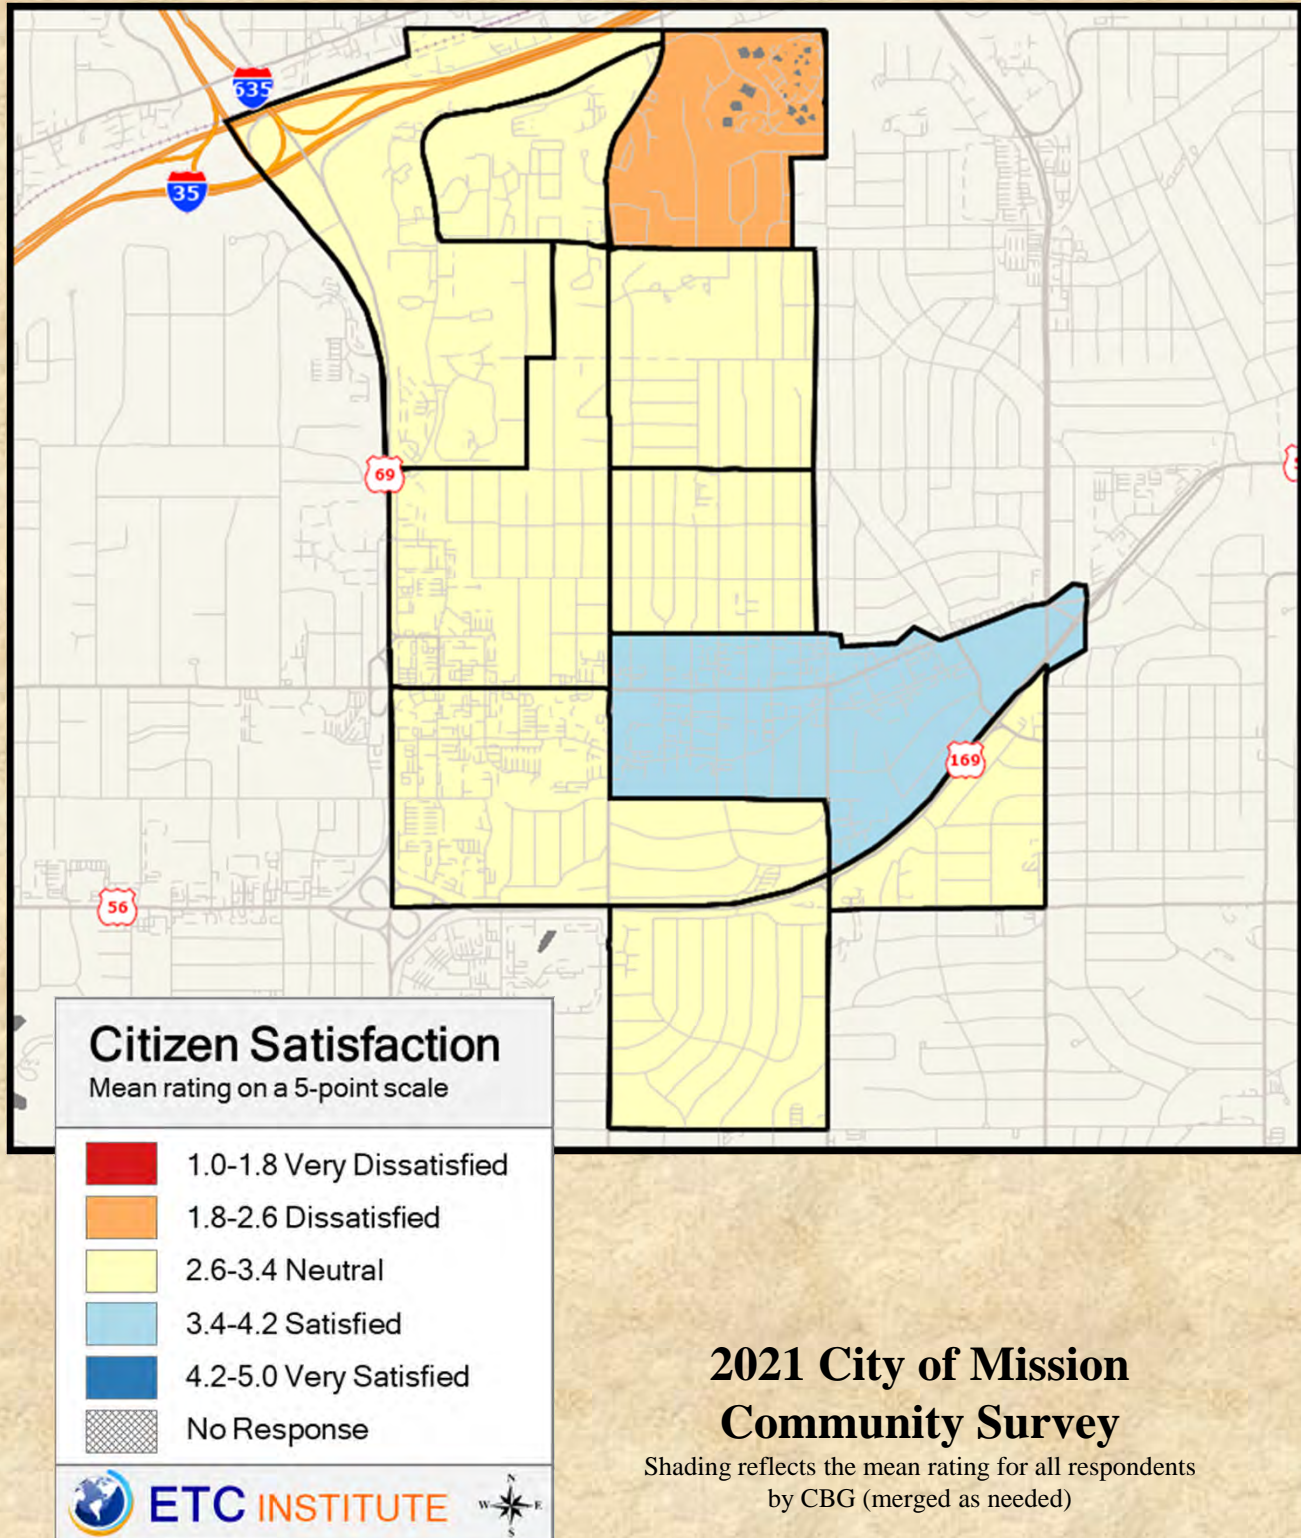 635
35
69
169
56
Citizen Satisfaction
Mean rating on a 5-point scale
1.0-1.8 Very Dissatisfied
1.8-2.6 Dissatisfied
2.6-3.4 Neutral
3.4-4.2 Satisfied
4.2-5.0 Very Satisfied
No Response
ETC INSTITUTE
N
W E
S
2021 City of Mission
Community Survey
Shading reflects the mean rating for all respondents
by CBG (merged as needed)